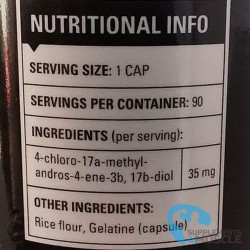 NUTRITIONAL INFO
SERVING SIZE: 1 CAP
SERVINGS PER CONTAINER: 90
INGREDIENTS (per serving):
4-chloro-17a-methyl-
andros-4-ene-3b, 17b-diol 35 mg
OTHER INGREDIENTS:
Rice flour, Gelatine (capsule)